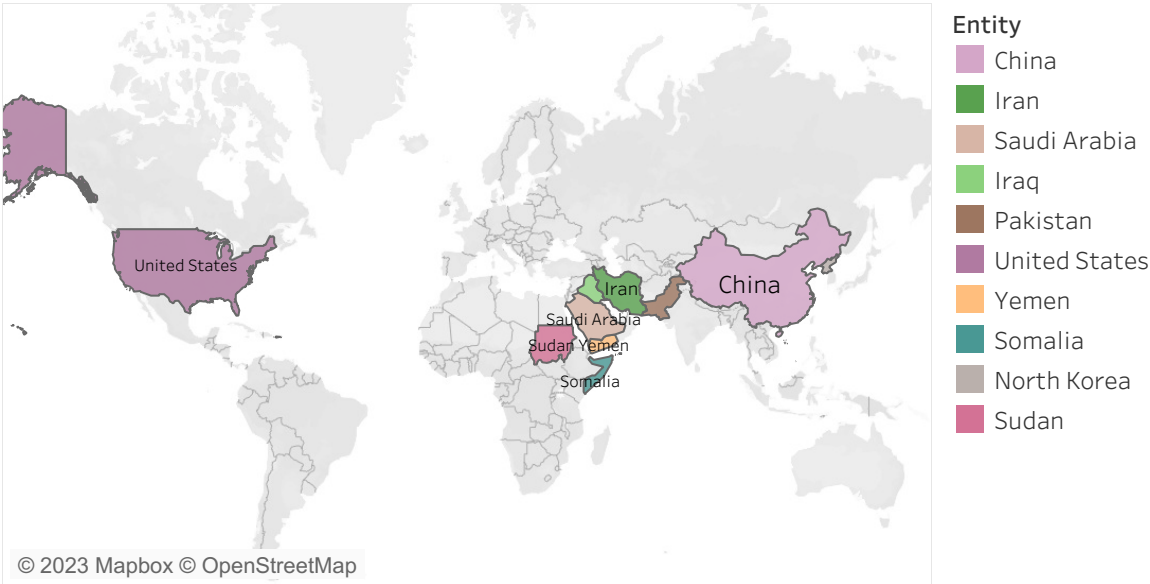 United States
Iran
China
Saudi Arabia
Sudan Yemen
Somalia
© 2023 Mapbox © OpenStreetMap
Entity
China
Iran
Saudi Arabia
Iraq
Pakistan
United States
Yemen
Somalia
North Korea
Sudan